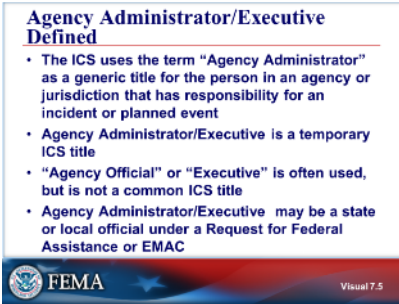 Agency Administrator/Executive
Defined
• The ICS uses the term “Agency Administrator”
as a generic title for the person in an agency or
jurisdiction that has responsibility for an
incident or planned event
• Agency Administrator/Executive is a temporary
ICS title
• “Agency Official” or “Executive” is often used,
but is not a common ICS title
• Agency Administrator/Executive may be a state
or local official under a Request for Federal
Assistance or EMAC
FEMA
Visual 7.5